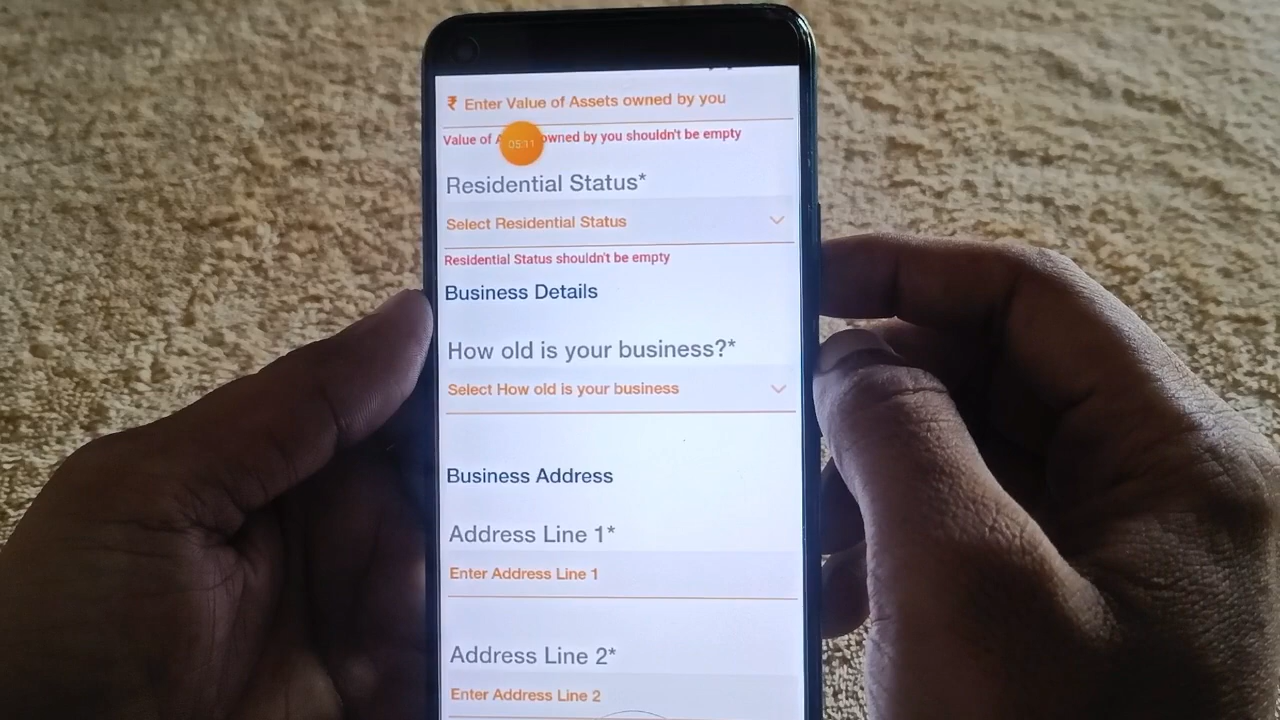 ₹ Enter Value of Assets owned by you
Value of owned by you shouldn't be empty
05:11
Residential Status*
Select Residential Status
Residential Status shouldn't be empty
Business Details
How old is your business?*
Select How old is your business
Business Address
Address Line 1*
Enter Address Line 1
Address Line 2*
Enter Address Line 2